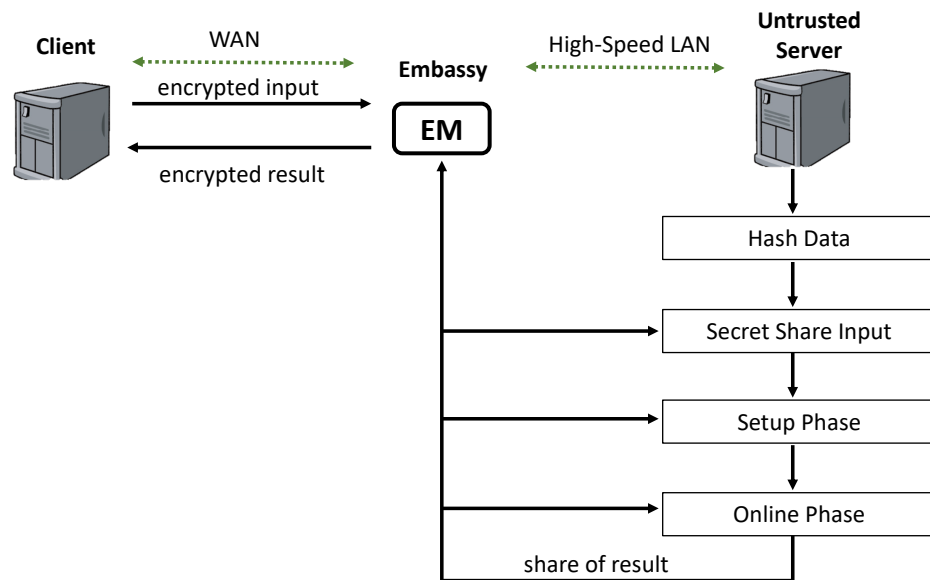 Client
WAN
encrypted input
encrypted result
Embassy
EM
High-Speed LAN
Untrusted
Server
Hash Data
Secret Share Input
Setup Phase
Online Phase
share of result